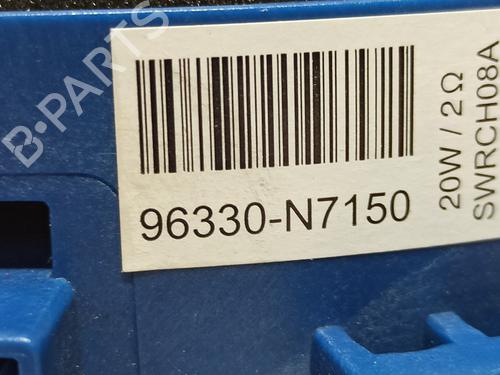 B-PARTS
96330-N7150
20W / 2Ω
SWRCH08A